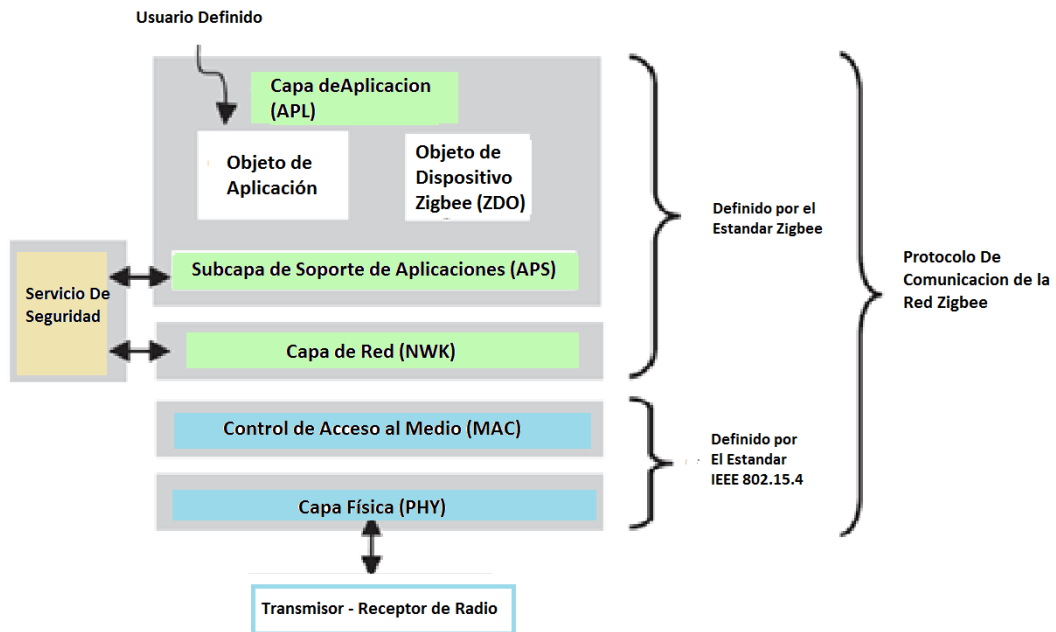 Usuario Definido
Capa deAplicacion
(APL)
Objeto de
Aplicación
Objeto de
Dispositivo
Zigbee (ZDO)
Definido por el
Estandar Zigbee
Protocolo De
Comunicacion de la
Red Zigbee
Subcapa de Soporte de Aplicaciones (APS)
Servicio De
Seguridad
Capa de Red (NWK)
Control de Acceso al Medio (MAC)
Definido por
El Estandar
IEEE 802.15.4
Capa Física (PHY)
Transmisor - Receptor de Radio